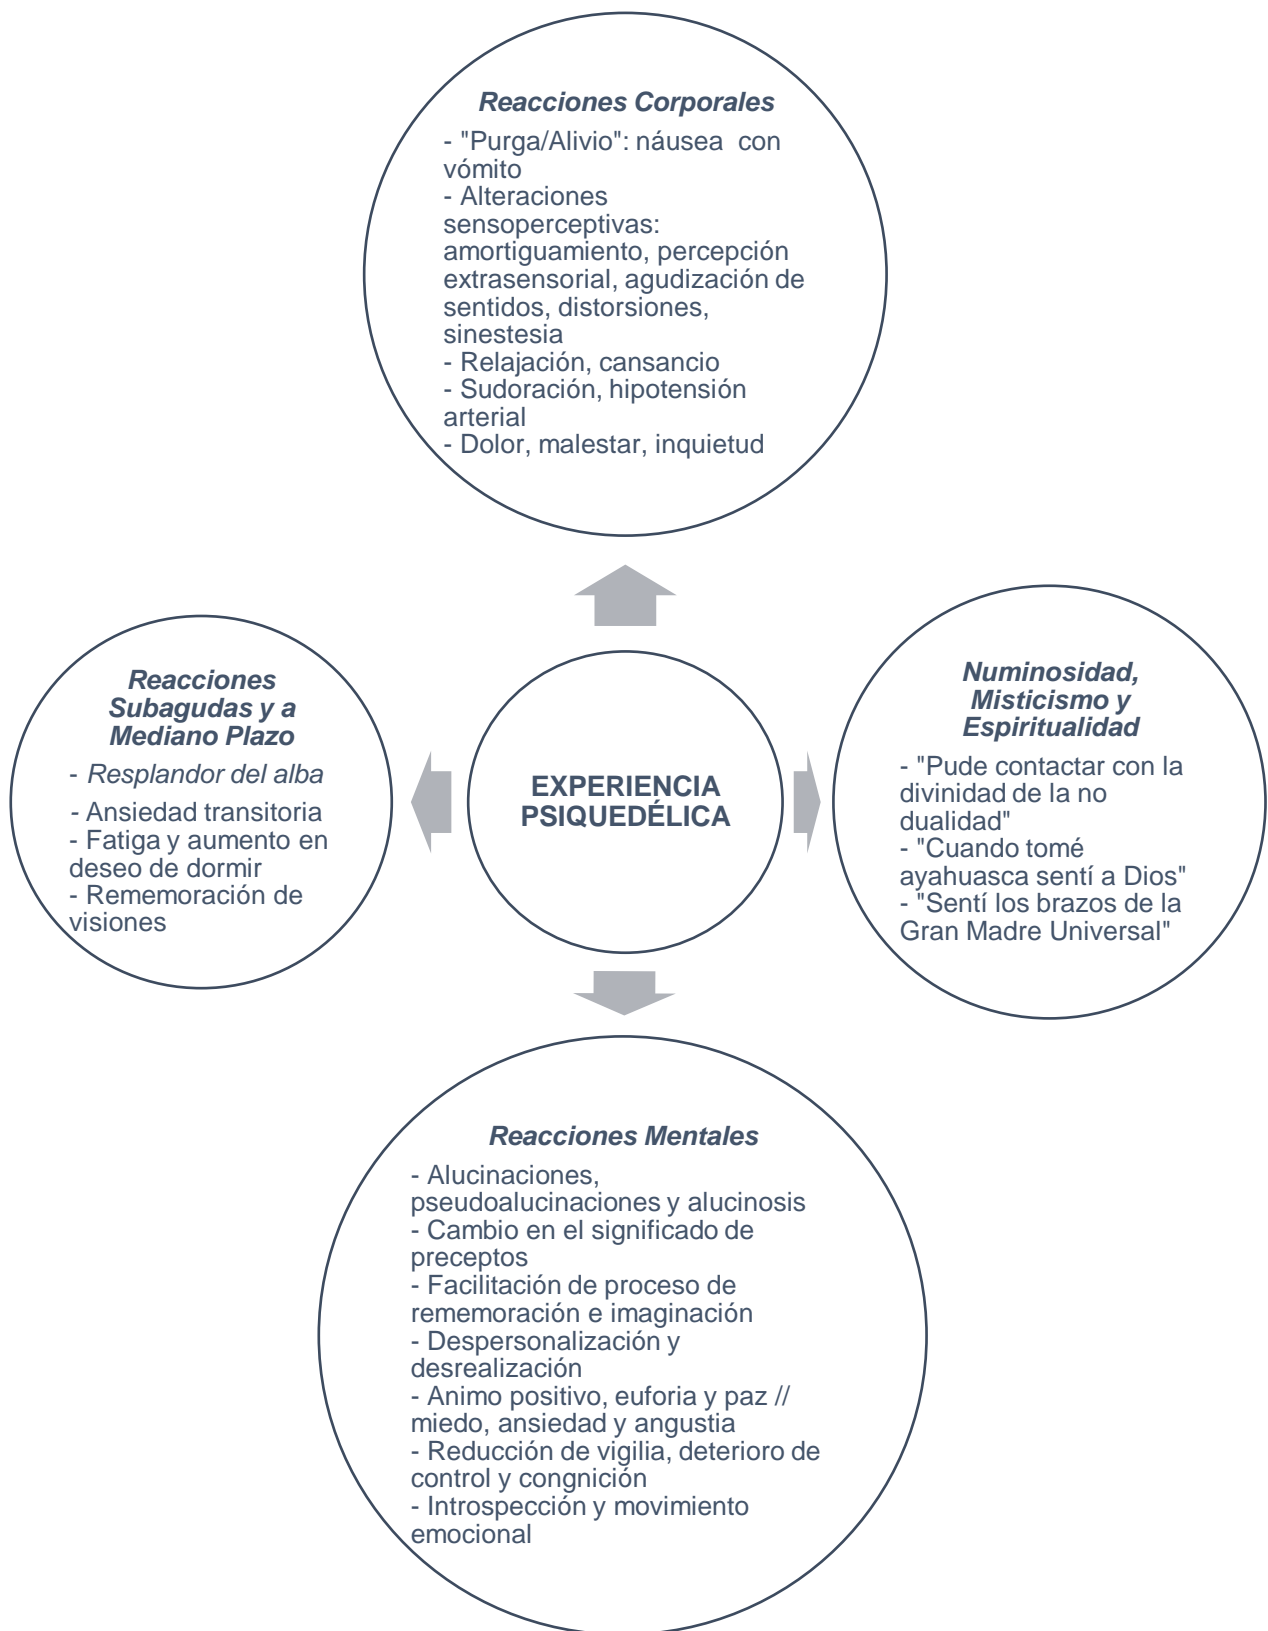 Reacciones Corporales
- "Purga/Alivio": náusea con
vómito
- Alteraciones
sensoperceptivas:
amortiguamiento, percepción
extrasensorial, agudización de
sentidos, distorsiones,
sinestesia
- Relajación, cansancio
- Sudoración, hipotensión
arterial
- Dolor, malestar, inquietud
Reacciones
Subagudas y a
Mediano Plazo
- Resplandor del alba
- Ansiedad transitoria
- Fatiga y aumento en
deseo de dormir
- Rememoración de
visiones
EXPERIENCIA
PSIQUEDÉLICA
Numinosidad,
Misticismo y
Espiritualidad
- "Pude contactar con la
divinidad de la no
dualidad"
- "Cuando tomé
ayahuasca sentí a Dios"
- "Sentí los brazos de la
Gran Madre Universal"
Reacciones Mentales
- Alucinaciones,
pseudoalucinaciones y alucinosis
- Cambio en el significado de
preceptos
- Facilitación de proceso de
rememoración e imaginación
- Despersonalización y
desrealización
- Animo positivo, euforia y paz //
miedo, ansiedad y angustia
- Reducción de vigilia, deterioro de
control y congnición
- Introspección y movimiento
emocional